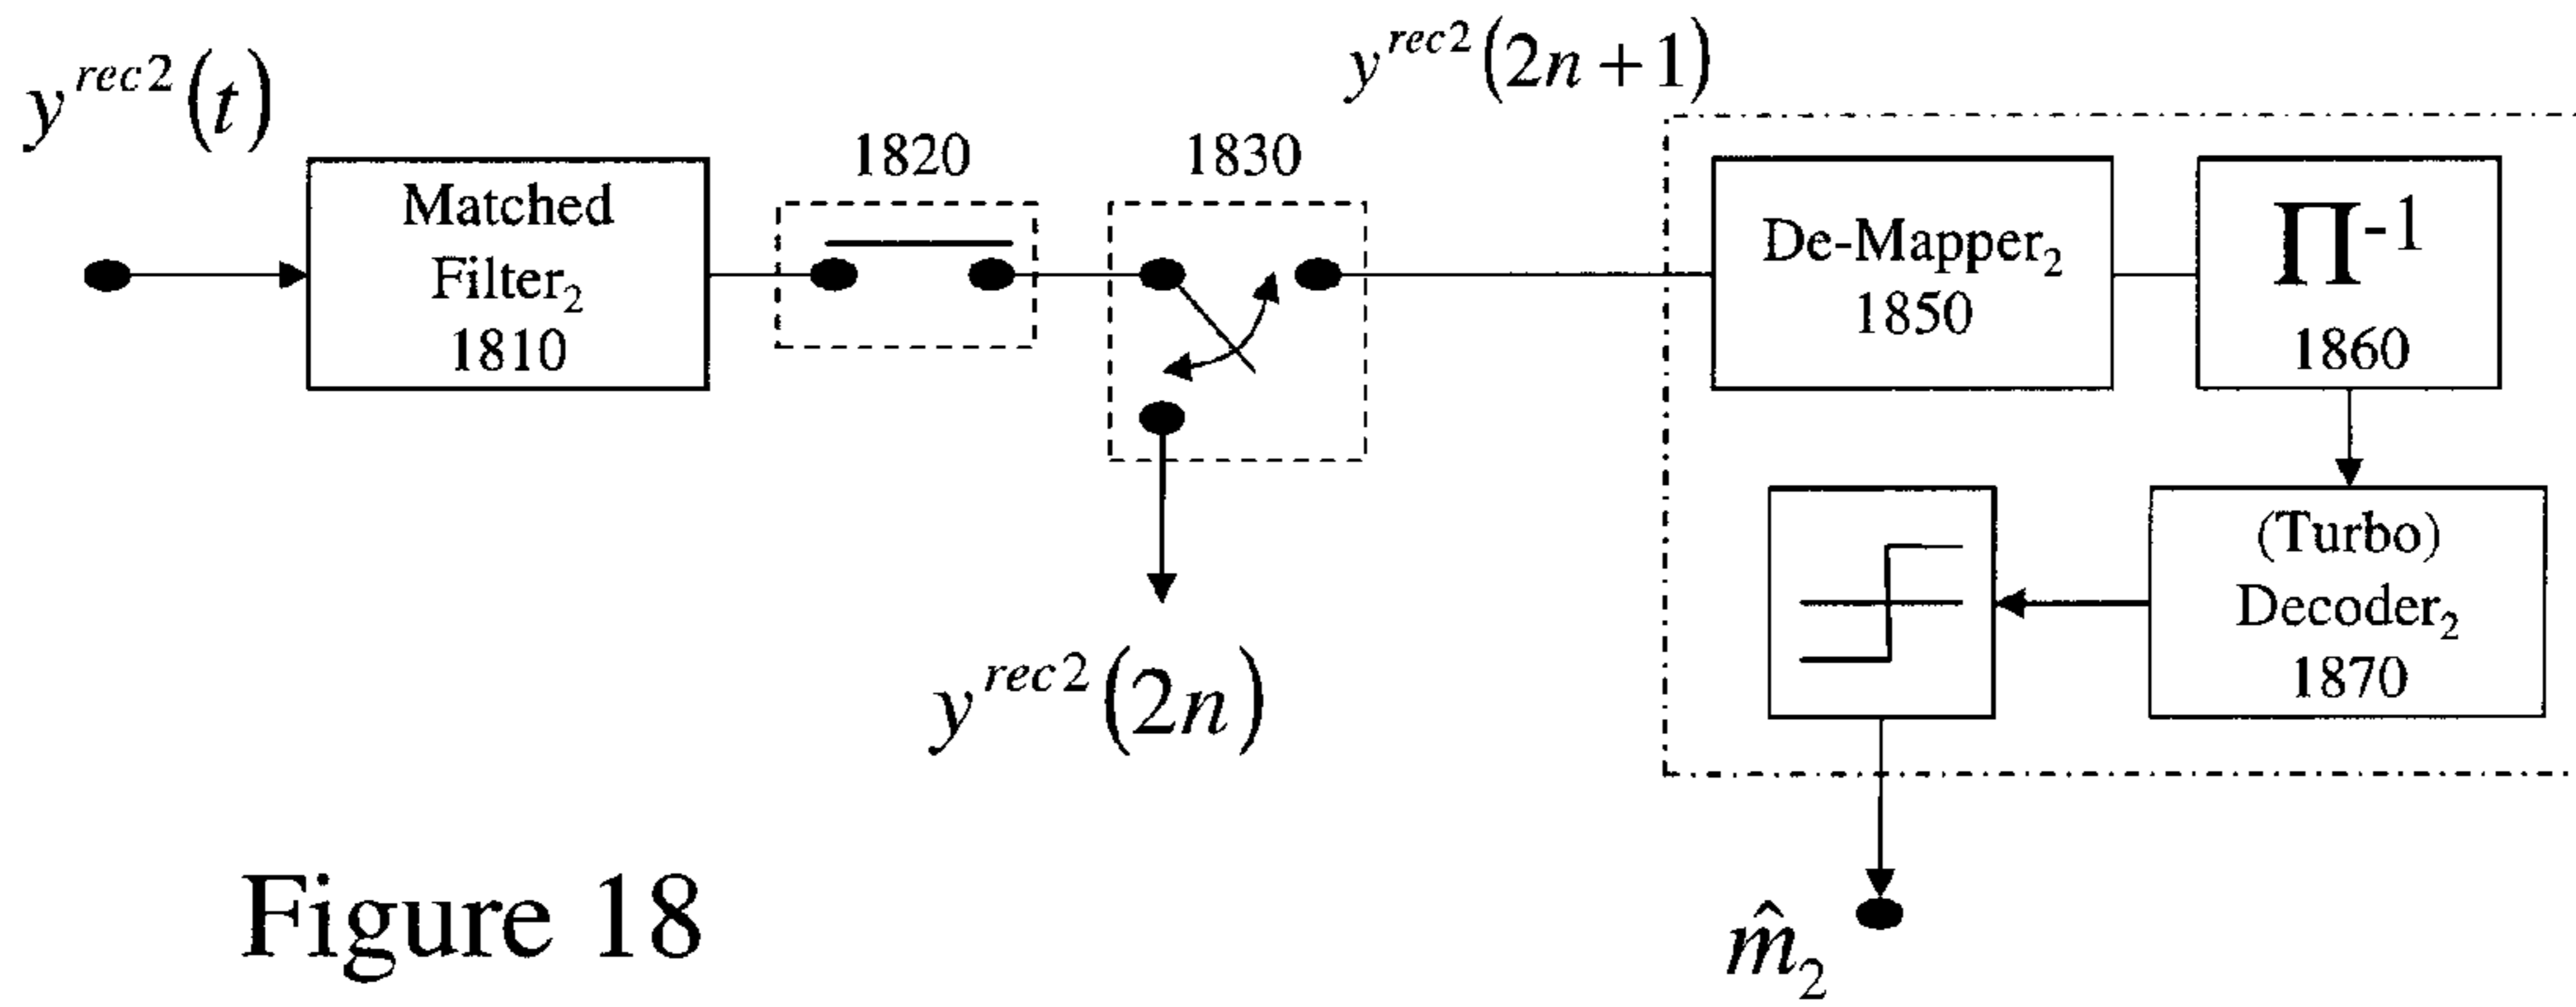 y^{rec2}(t)
y^{rec2}(2n+1)
1820
1830
Matched
Filter₂
1810
De-Mapper₂
1850
Π⁻¹
1860
(Turbo)
Decoder₂
1870
y^{rec2}(2n)
Figure 18
m̂₂